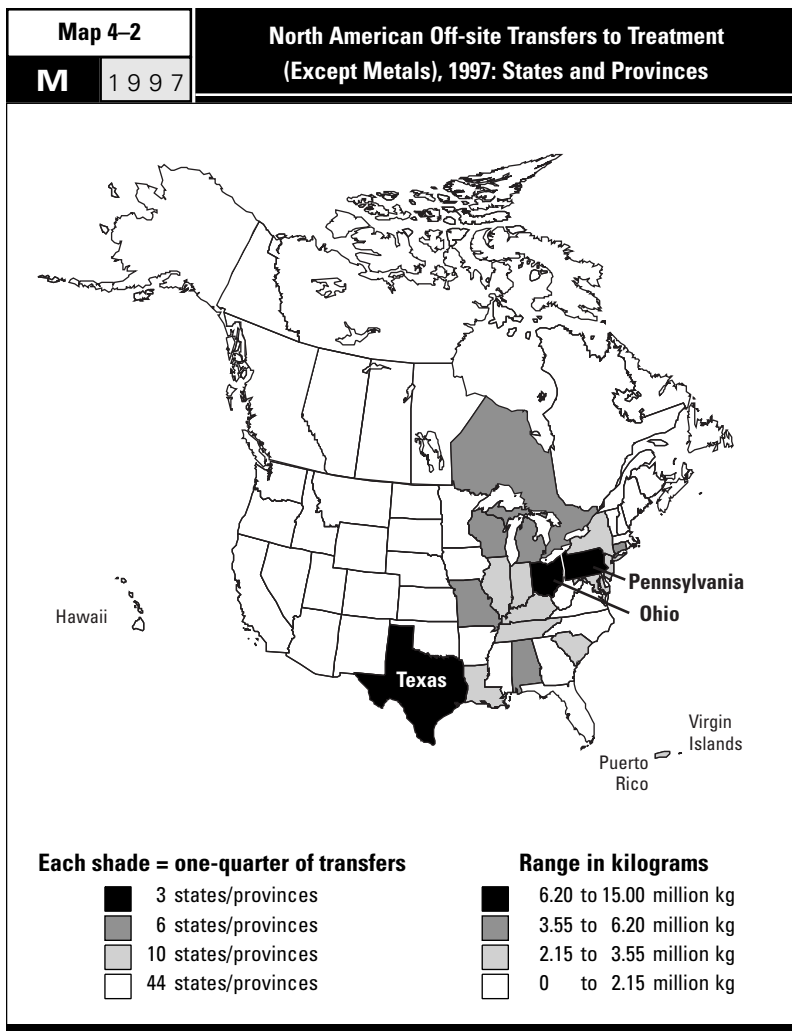 Map 4–2
M 1997
North American Off-site Transfers to Treatment
(Except Metals), 1997: States and Provinces
Pennsylvania
Ohio
Hawaii
Texas
Virgin
Islands
Puerto
Rico
Each shade = one-quarter of transfers
3 states/provinces
6 states/provinces
10 states/provinces
44 states/provinces
Range in kilograms
6.20 to 15.00 million kg
3.55 to 6.20 million kg
2.15 to 3.55 million kg
0 to 2.15 million kg